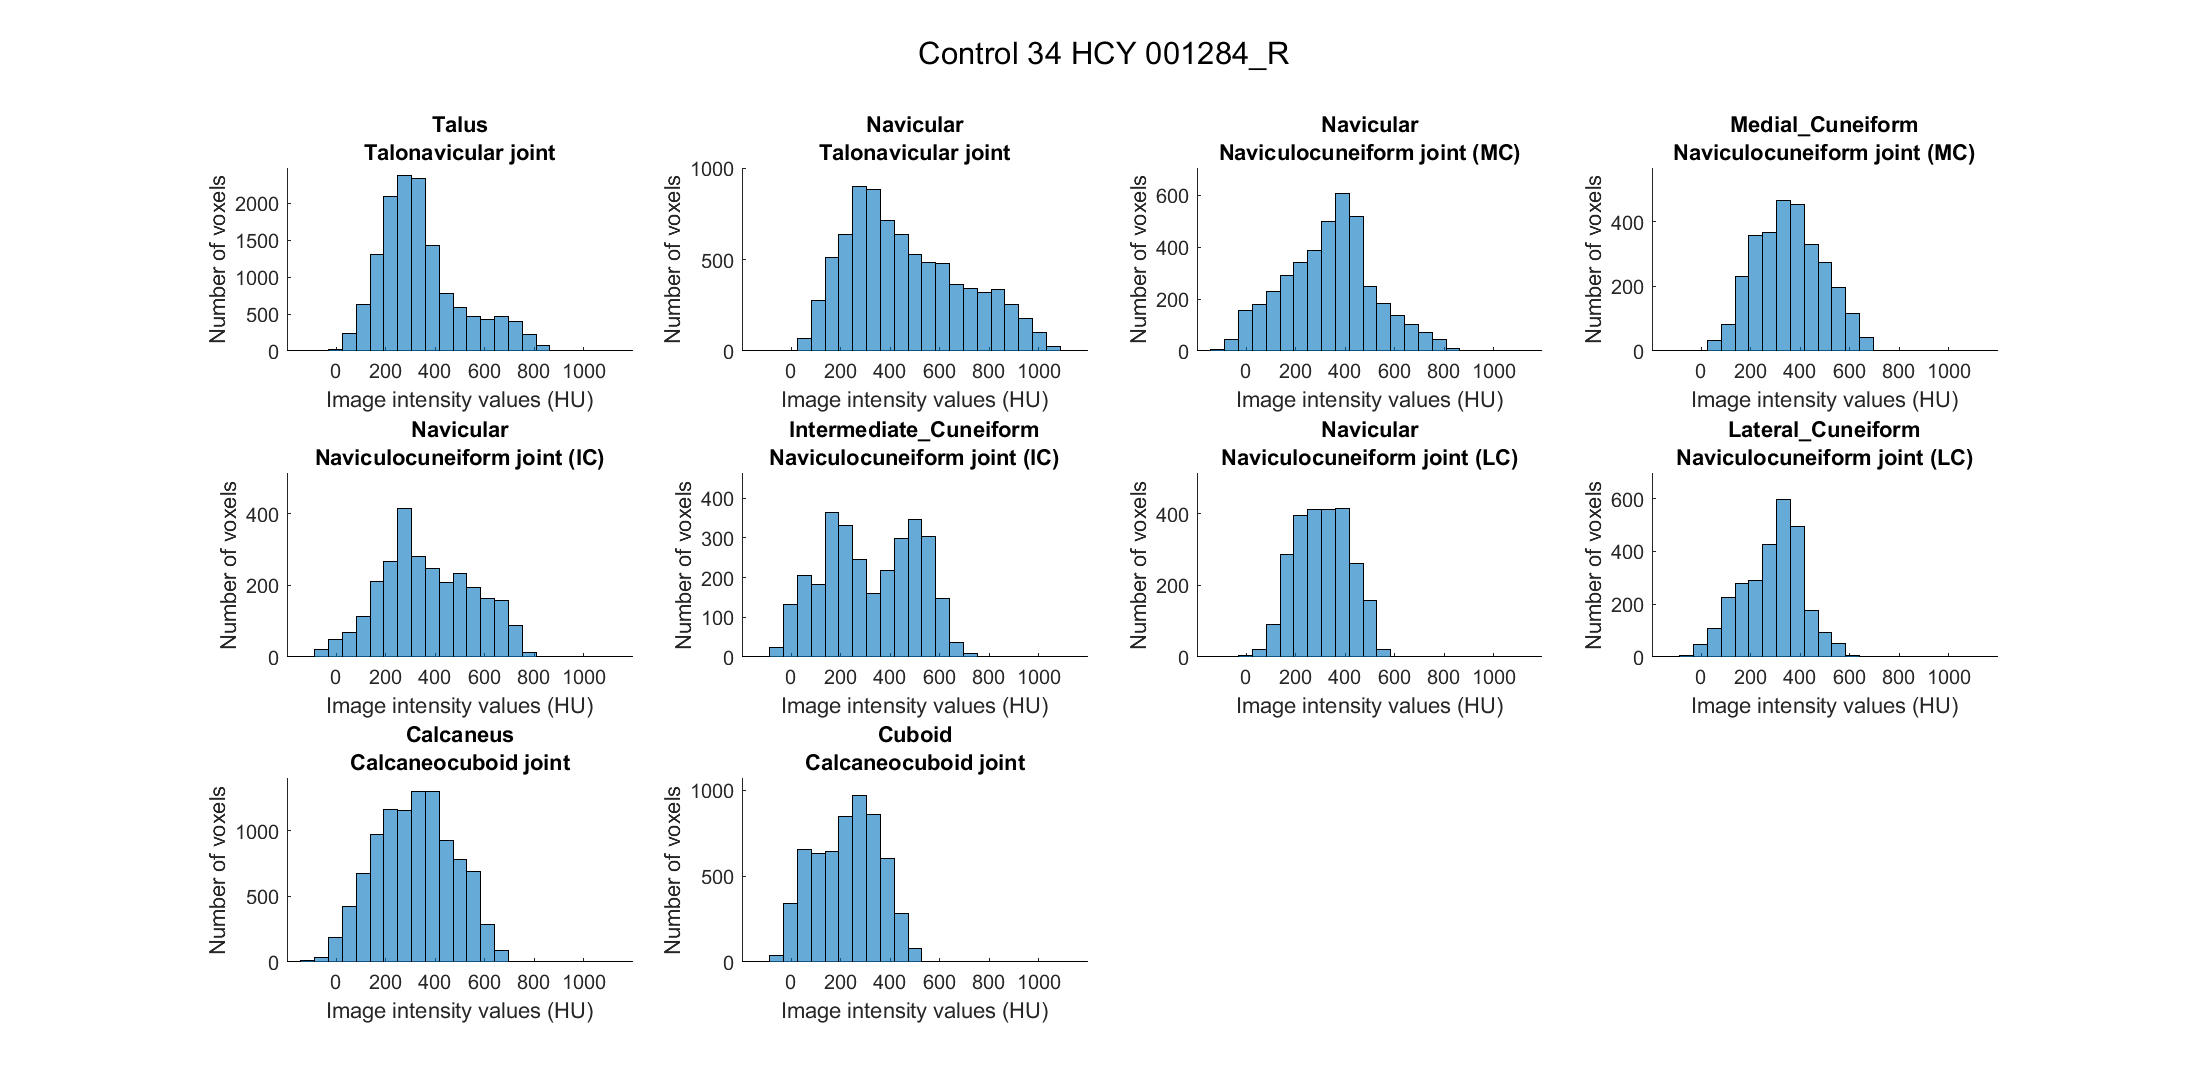 Control 34 HCY 001284_R
Talus
Talonavicular joint
Number of voxels
2000
1500
1000
500
0
0 200 400 600 800 1000
Image intensity values (HU)
Navicular
Talonavicular joint
Number of voxels
1000
500
0
0 200 400 600 800 1000
Image intensity values (HU)
Navicular
Naviculocuneiform joint (MC)
Number of voxels
600
400
200
0
0 200 400 600 800 1000
Image intensity values (HU)
Medial_Cuneiform
Naviculocuneiform joint (MC)
Number of voxels
400
200
0
0 200 400 600 800 1000
Image intensity values (HU)
Navicular
Naviculocuneiform joint (IC)
Number of voxels
400
200
0
0 200 400 600 800 1000
Image intensity values (HU)
Intermediate_Cuneiform
Naviculocuneiform joint (IC)
Number of voxels
400
300
200
100
0
0 200 400 600 800 1000
Image intensity values (HU)
Navicular
Naviculocuneiform joint (LC)
Number of voxels
400
200
0
0 200 400 600 800 1000
Image intensity values (HU)
Lateral_Cuneiform
Naviculocuneiform joint (LC)
Number of voxels
600
400
200
0
0 200 400 600 800 1000
Image intensity values (HU)
Calcaneus
Calcaneocuboid joint
Number of voxels
1000
500
0
0 200 400 600 800 1000
Image intensity values (HU)
Cuboid
Calcaneocuboid joint
Number of voxels
1000
500
0
0 200 400 600 800 1000
Image intensity values (HU)